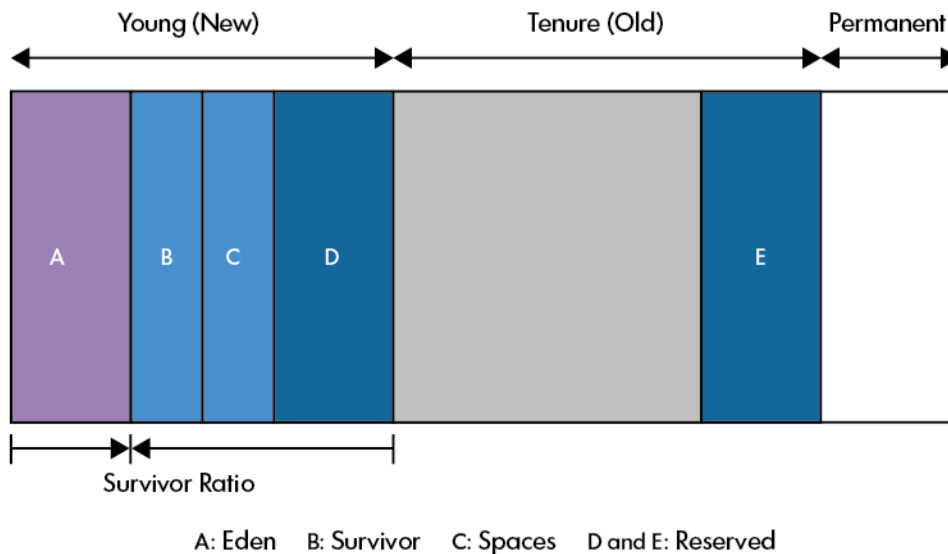 Young (New) Tenure (Old) Permanent
A B C D E
Survivor Ratio
A: Eden B: Survivor C: Spaces D and E: Reserved